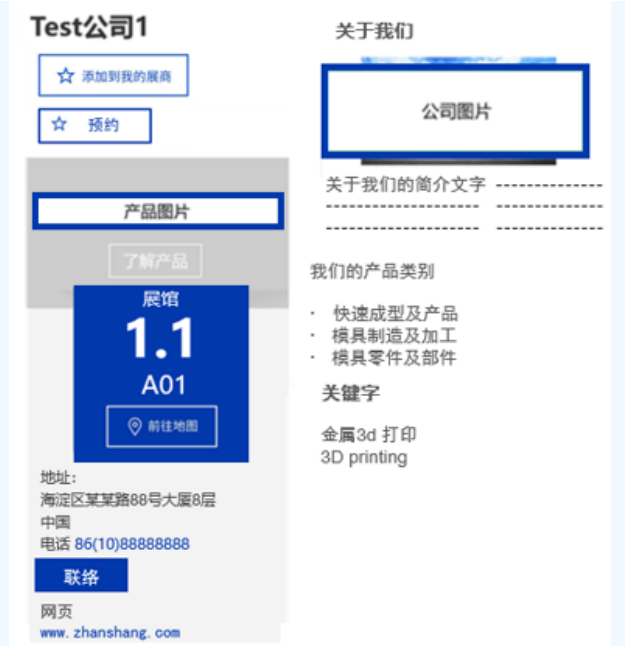 Test公司1
添加到我的展商
预约
产品图片
了解产品
展馆
1.1
A01
前往地图
地址:
海淀区某某路88号大厦8层
中国
电话 86(10)88888888
联络
网页
www. zhanshang. com
关于我们
公司图片
关于我们的简介文字 --------------
-------------------- --------------
-------------------- --------------
我们的产品类别
· 快速成型及产品
· 模具制造及加工
· 模具零件及部件
关键字
金属3d 打印
3D printing